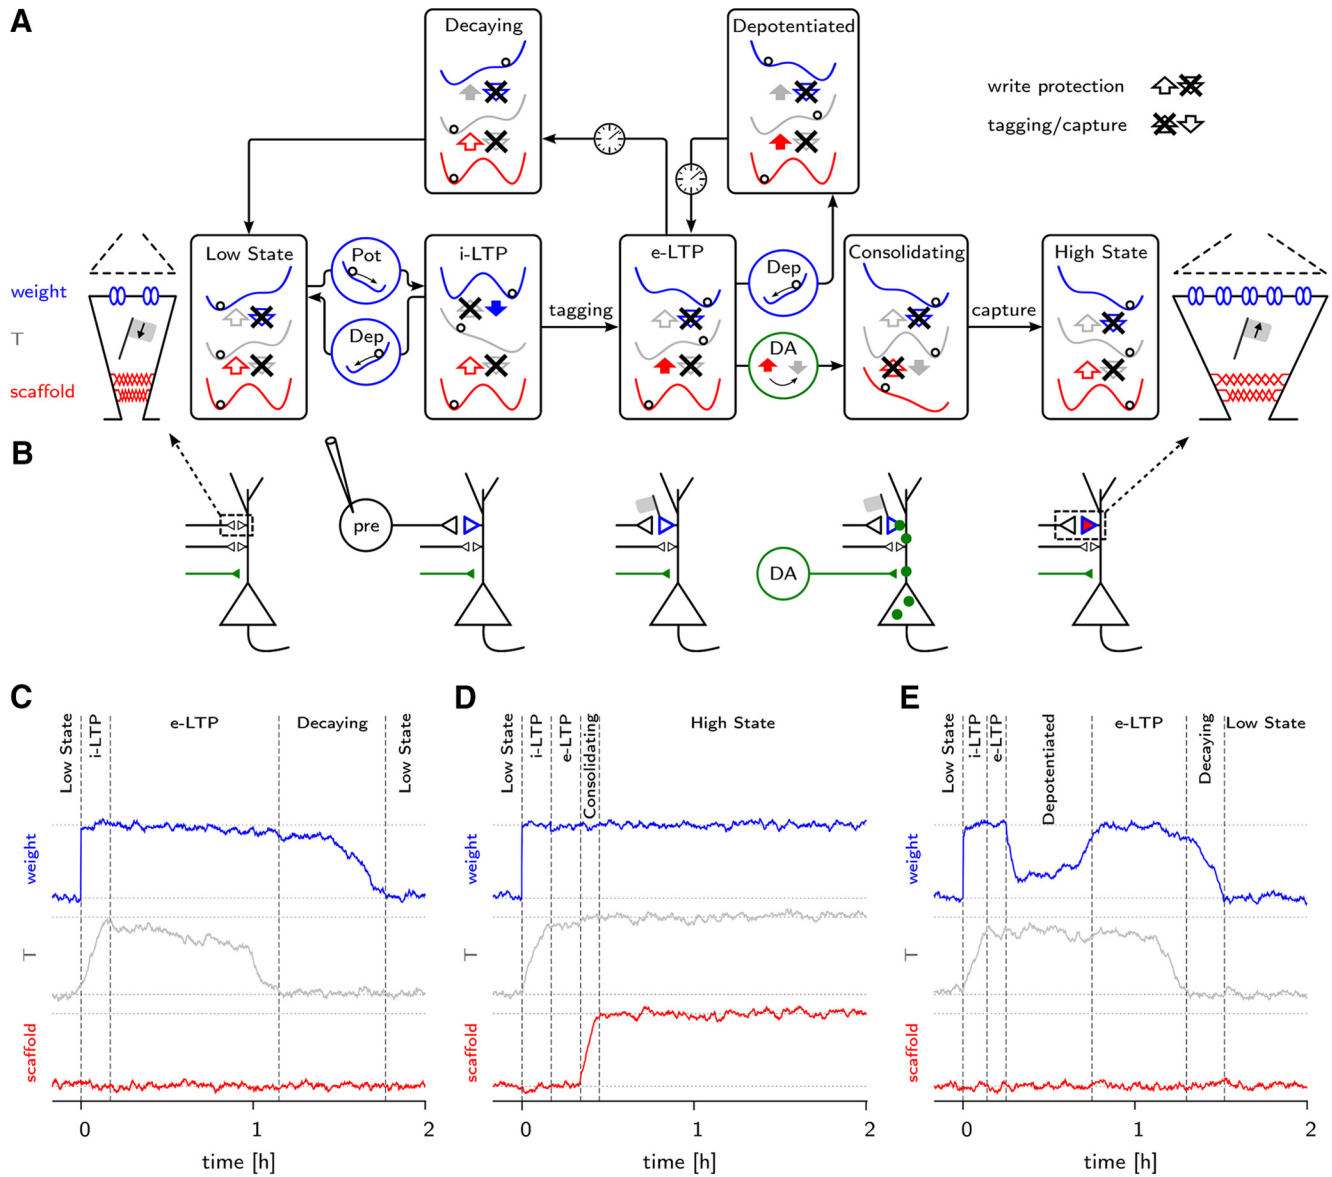 A
Decaying
Depotentiated
write protection
tagging/capture
Low State
Pot
i-LTP
e-LTP
Dep
Consolidating
High State
weight
T
scaffold
Dep
tagging
DA
capture
B
pre
DA
C
D
E
Low State
i-LTP
e-LTP
Decaying
Low State
weight
T
scaffold
0
1
2
time [h]
Low State
i-LTP
e-LTP
Consolidating
High State
weight
T
scaffold
0
1
2
time [h]
Low State
i-LTP
e-LTP
Depotentiated
e-LTP
Decaying
Low State
weight
T
scaffold
0
1
2
time [h]